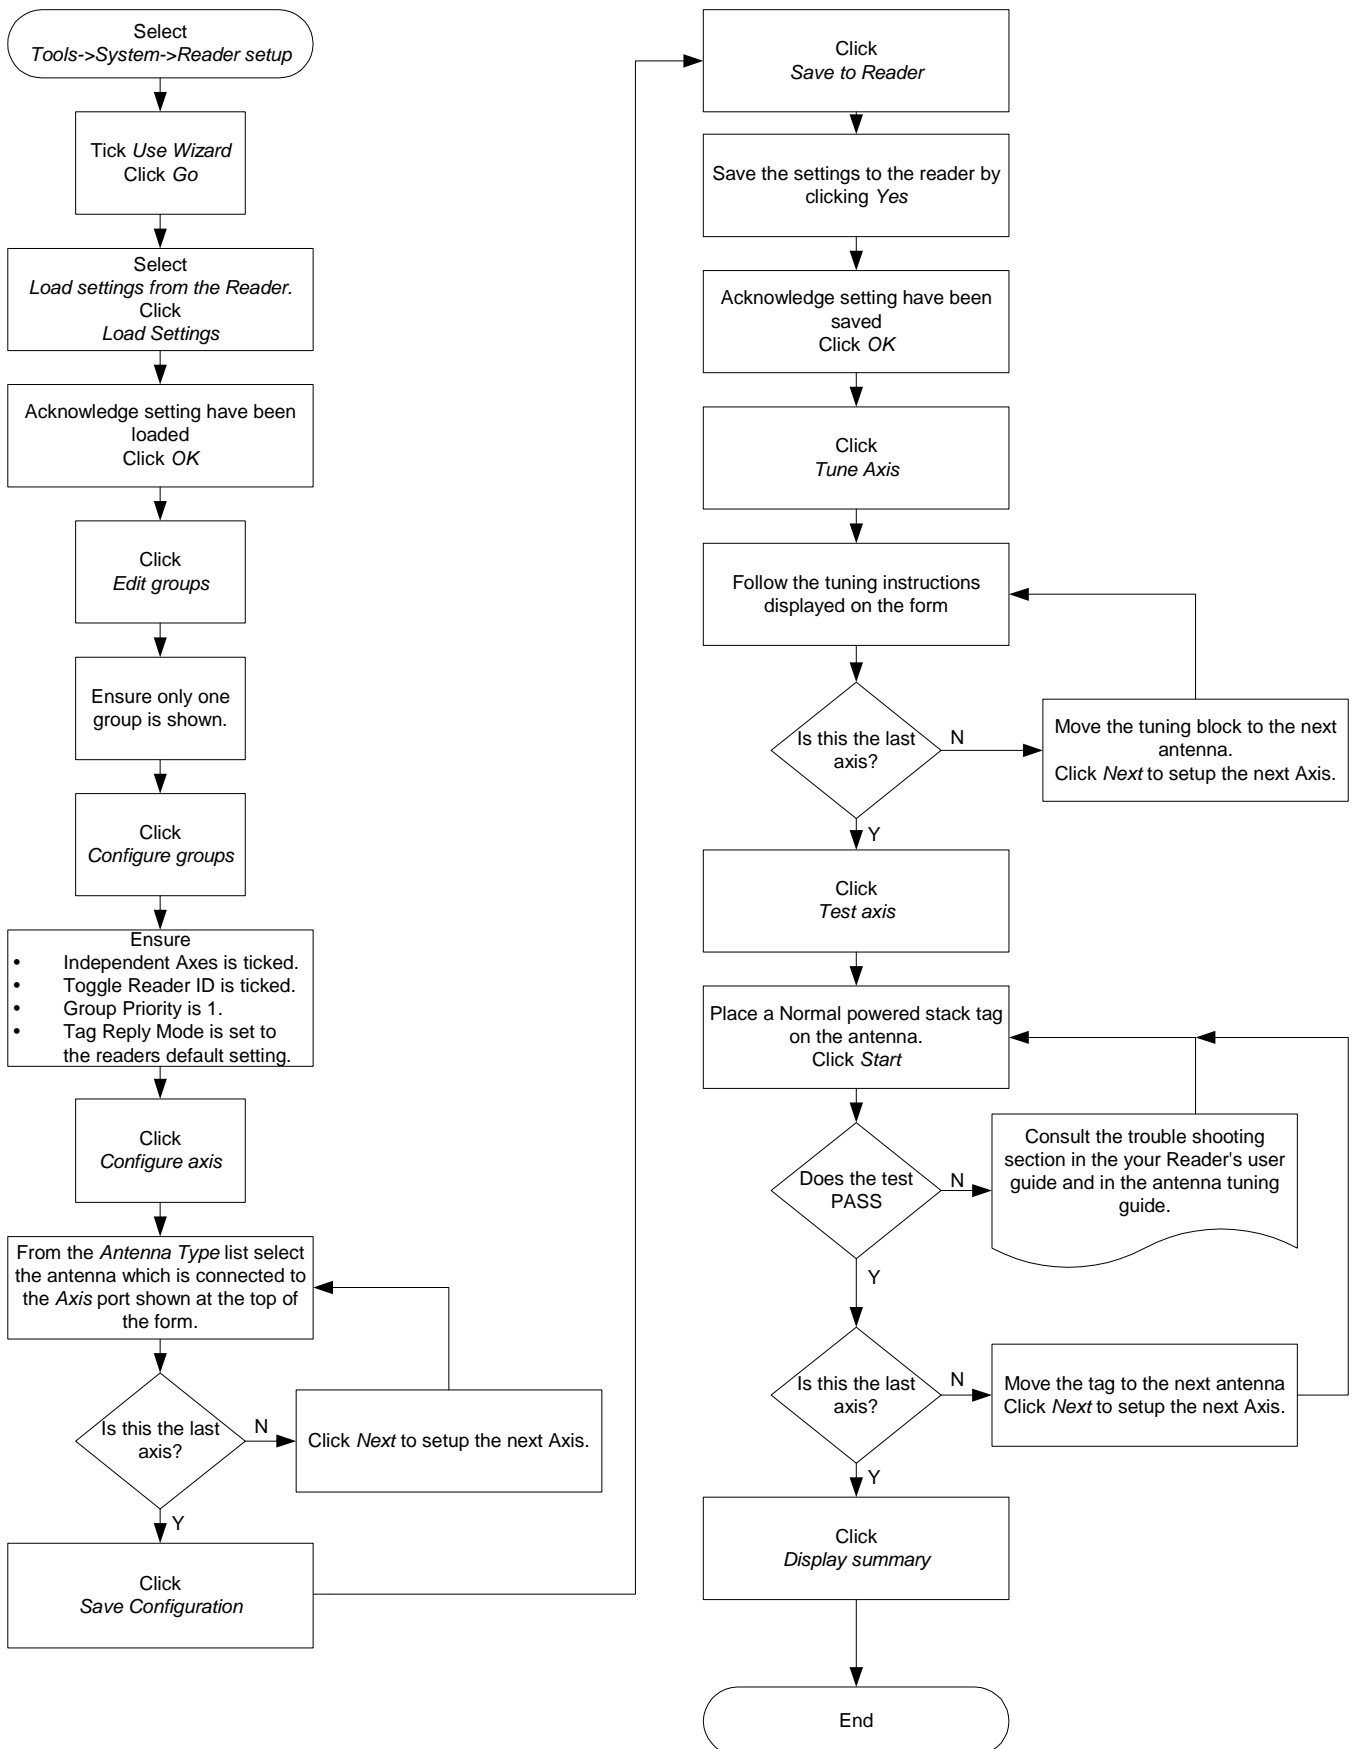 Select
Tools->System->Reader setup
Tick Use Wizard
Click Go
Select
Load settings from the Reader.
Click
Load Settings
Acknowledge setting have been
loaded
Click OK
Click
Edit groups
Ensure only one
group is shown.
Click
Configure groups
Ensure
• Independent Axes is ticked.
• Toggle Reader ID is ticked.
• Group Priority is 1.
• Tag Reply Mode is set to
the readers default setting.
Click
Configure axis
From the Antenna Type list select
the antenna which is connected to
the Axis port shown at the top of
the form.
Is this the last
axis?
N
Click Next to setup the next Axis.
Y
Click
Save Configuration
Click
Save to Reader
Save the settings to the reader by
clicking Yes
Acknowledge setting have been
saved
Click OK
Click
Tune Axis
Follow the tuning instructions
displayed on the form
Is this the last
axis?
N
Move the tuning block to the next
antenna.
Click Next to setup the next Axis.
Y
Click
Test axis
Place a Normal powered stack tag
on the antenna.
Click Start
Does the test
PASS
N
Consult the trouble shooting
section in the your Reader's user
guide and in the antenna tuning
guide.
Y
Is this the last
axis?
N
Move the tag to the next antenna
Click Next to setup the next Axis.
Y
Click
Display summary
End